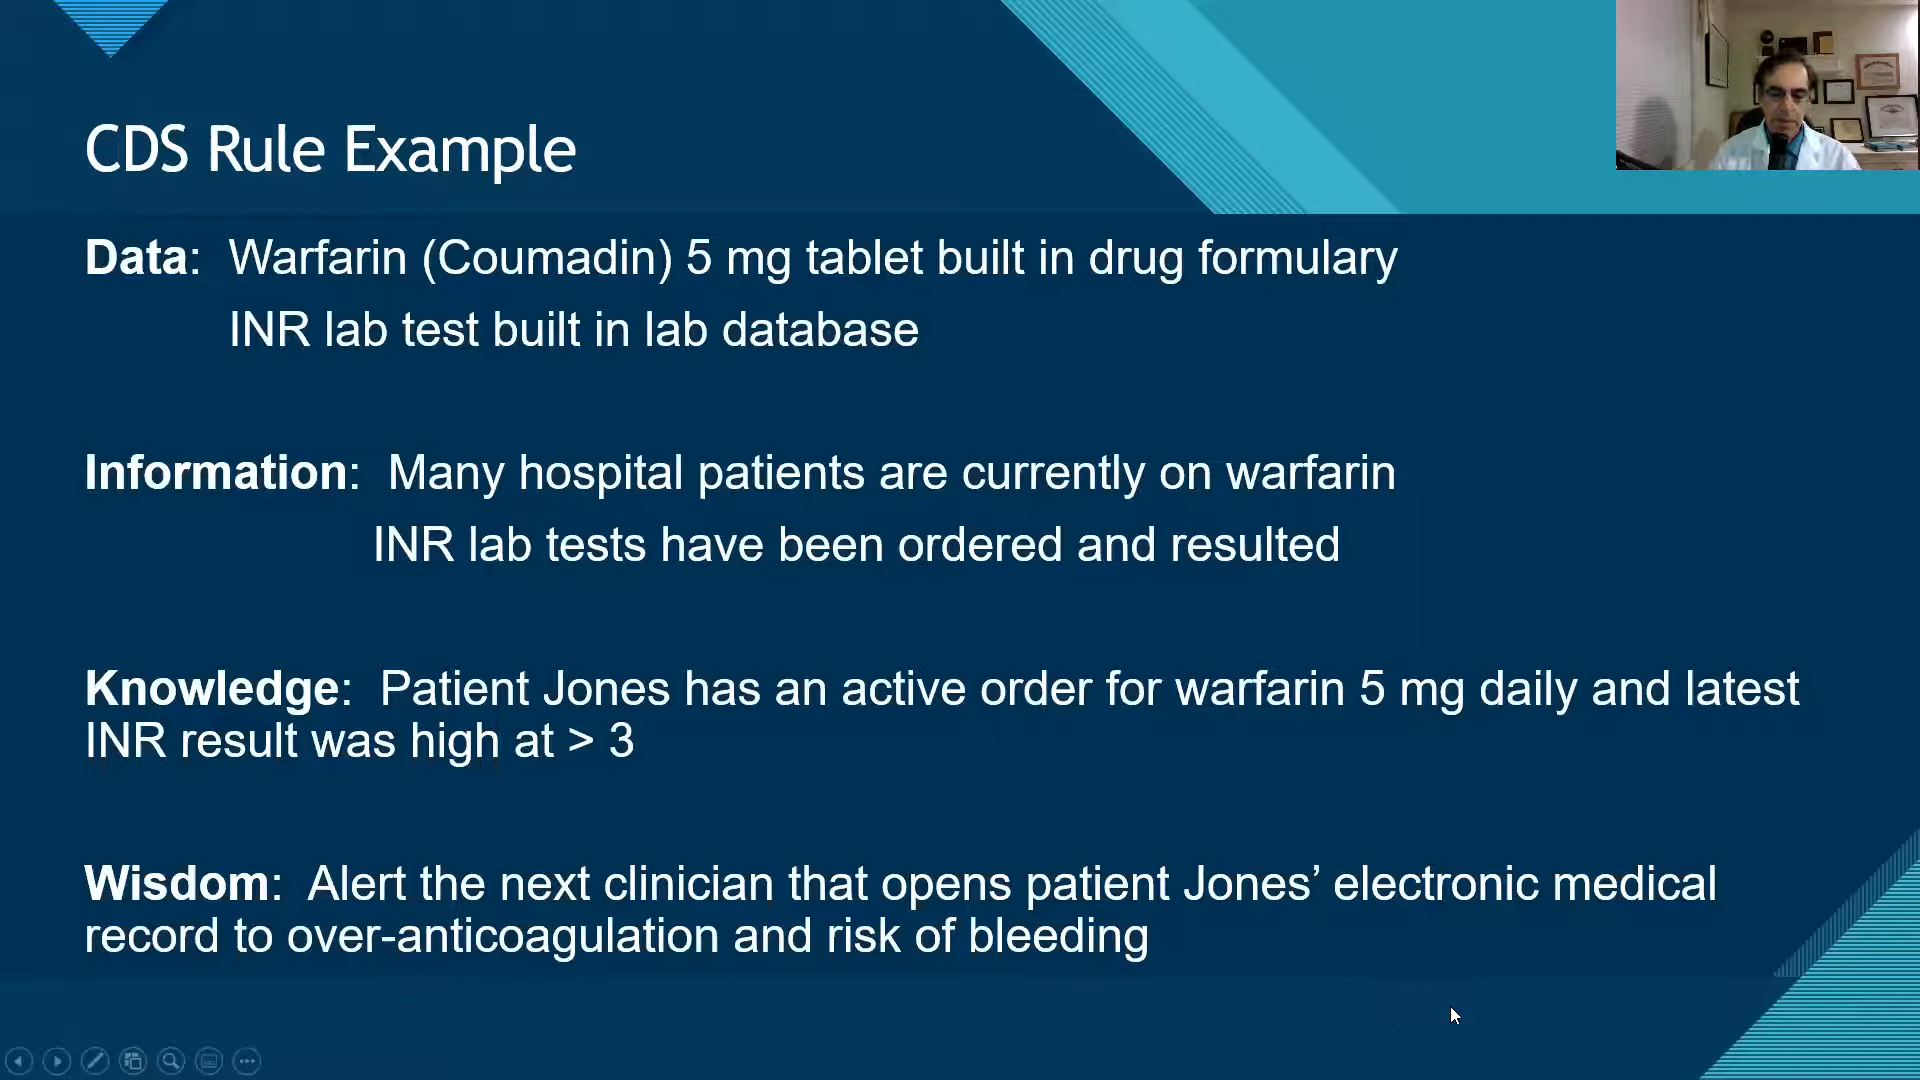 CDS Rule Example
Data:  Warfarin (Coumadin) 5 mg tablet built in drug formulary
INR lab test built in lab database
Information:  Many hospital patients are currently on warfarin
INR lab tests have been ordered and resulted
Knowledge:  Patient Jones has an active order for warfarin 5 mg daily and latest
INR result was high at > 3
Wisdom:  Alert the next clinician that opens patient Jones’ electronic medical
record to over-anticoagulation and risk of bleeding